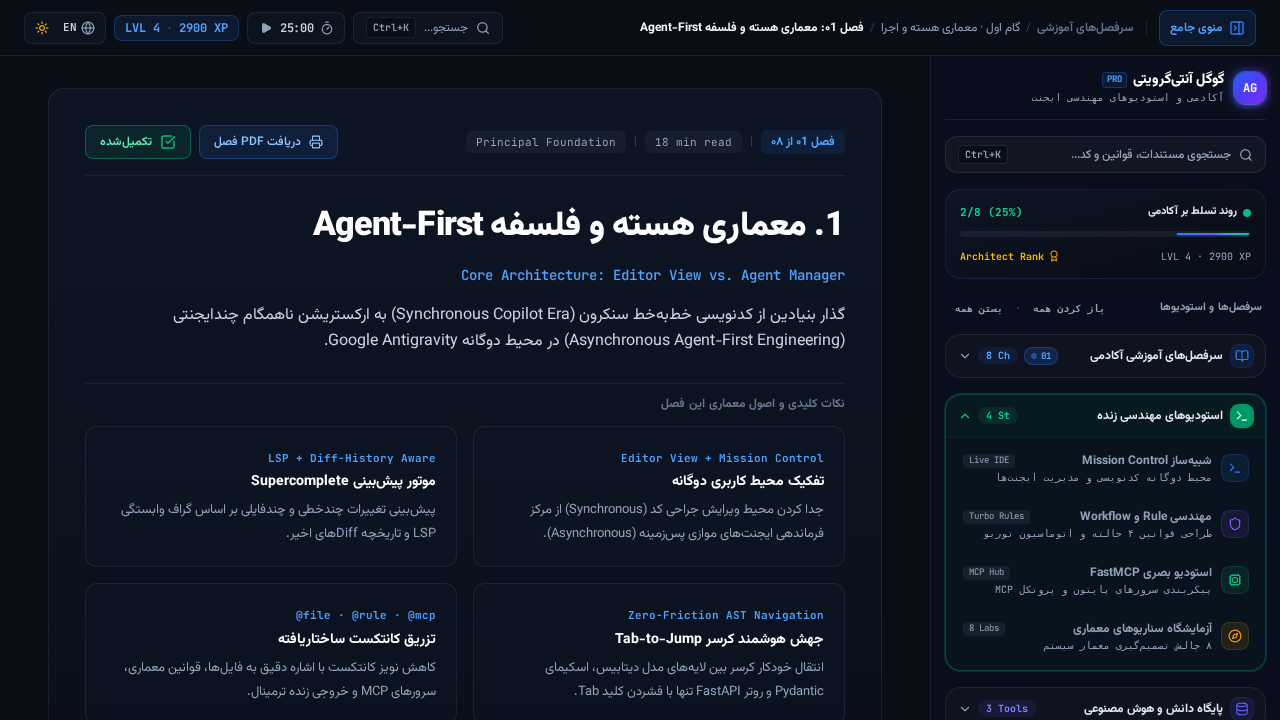 منوی جامع
سرفصل‌های آموزشی / گام اول · معماری هسته و اجرا / فصل ۰۱: معماری هسته و فلسفه Agent-First
جستجو... Ctrl+K
25:00
LVL 4 · 2900 XP
EN
AG
گوگل آنتی‌گرویتی PRO
آکادمی و استودیوهای مهندسی ایجنت
جستجوی مستندات، قوانین و کد... Ctrl+K
روند تسلط بر آکادمی 2/8 (25%)
LVL 4 · 2900 XP Architect Rank
سرفصل‌ها و استودیوها باز کردن همه · بستن همه
سرفصل‌های آموزشی آکادمی 01 8 Ch
استودیوهای مهندسی زنده 4 St
شبیه‌ساز Mission Control Live IDE
محیط دوگانه کدنویسی و مدیریت ایجنت‌ها
مهندسی Rule و Workflow Turbo Rules
طراحی قوانین ۴ حالته و اتوماسیون توربو
استودیو بصری FastMCP MCP Hub
پیکربندی سرورهای پایتون و پروتکل MCP
آزمایشگاه سناریوهای معماری 8 Labs
۸ چالش تصمیم‌گیری معمار سیستم
پایگاه دانش و هوش مصنوعی 3 Tools
فصل ۰۱ از ۰۸ 18 min read Principal Foundation
دریافت PDF فصل
تکمیل‌شده
1. معماری هسته و فلسفه Agent-First
Core Architecture: Editor View vs. Agent Manager
گذار بنیادین از کدنویسی خط‌به‌خط سنکرون (Synchronous Copilot Era) به ارکستریشن ناهمگام چندایجنتی
(Asynchronous Agent-First Engineering) در محیط دوگانه Google Antigravity.
نکات کلیدی و اصول معماری این فصل
Editor View + Mission Control
تفکیک محیط کاربری دوگانه
جدا کردن محیط ویرایش جراحی کد (Synchronous) از مرکز
فرماندهی ایجنت‌های موازی پس‌زمینه (Asynchronous).
LSP + Diff-History Aware
موتور پیش‌بینی Supercomplete
پیش‌بینی تغییرات چندخطی و چندفایلی بر اساس گراف وابستگی
LSP و تاریخچه Diffهای اخیر.
Zero-Friction AST Navigation
جهش هوشمند کرسر Tab-to-Jump
انتقال خودکار کرسر بین لایه‌های مدل دیتابیس، اسکیمای
Pydantic و روتر FastAPI تنها با فشردن کلید Tab.
@file · @rule · @mcp
تزریق کانتکست ساختاریافته
کاهش نویز کانتکست با اشاره دقیق به فایل‌ها، قوانین معماری،
سرورهای MCP و خروجی زنده ترمینال.